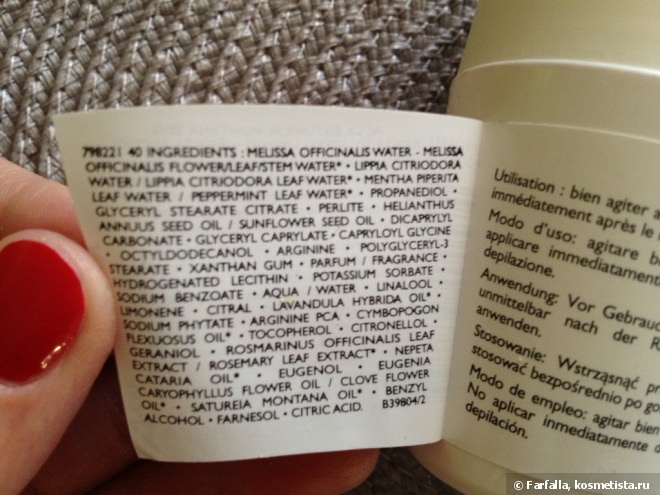 798221 40 INGREDIENTS : MELISSA OFFICINALIS WATER - MELISSA
OFFICINALIS FLOWER/LEAF/STEM WATER* • LIPPIA CITRIODORA
WATER / LIPPIA CITRIODORA LEAF WATER* • MENTHA PIPERITA
LEAF WATER / PEPPERMINT LEAF WATER* • PROPANEDIOL •
GLYCERYL STEARATE CITRATE • PERLITE • HELIANTHUS
ANNUUS SEED OIL / SUNFLOWER SEED OIL • DICAPRYLYL
CARBONATE • GLYCERYL CAPRYLATE • CAPRYLOYL GLYCINE
• OCTYLDODECANOL • ARGININE • POLYGLYCERYL-3
STEARATE • XANTHAN GUM • PARFUM / FRAGRANCE •
HYDROGENATED LECITHIN • POTASSIUM SORBATE •
SODIUM BENZOATE • AQUA / WATER • LINALOOL •
LIMONENE • CITRAL • LAVANDULA HYBRIDA OIL* •
SODIUM PHYTATE • ARGININE PCA • CYMBOPOGON
FLEXUOSUS OIL* • TOCOPHEROL • CITRONELLOL •
GERANIOL • ROSMARINUS OFFICINALIS LEAF
EXTRACT / ROSEMARY LEAF EXTRACT* • NEPETA
CATARIA OIL* • EUGENOL • EUGENIA
CARYOPHYLLUS FLOWER OIL / CLOVE FLOWER
OIL* • SATUREIA MONTANA OIL* • BENZYL
ALCOHOL • FARNESOL • CITRIC ACID. B39804/2
Utilisation : bien agiter
immédiatement après le
Modo d'uso: agitare
applicare immediatamente
depilazione.
Anwendung: Vor Gebrauc
unmittelbar nach der
anwenden.
Stosowanie: Wstrząsnąć
stosować bezpośrednio po
Modo de empleo: agitar
No aplicar inmediatamente
depilación.
© Farfalla, kosmetista.ru